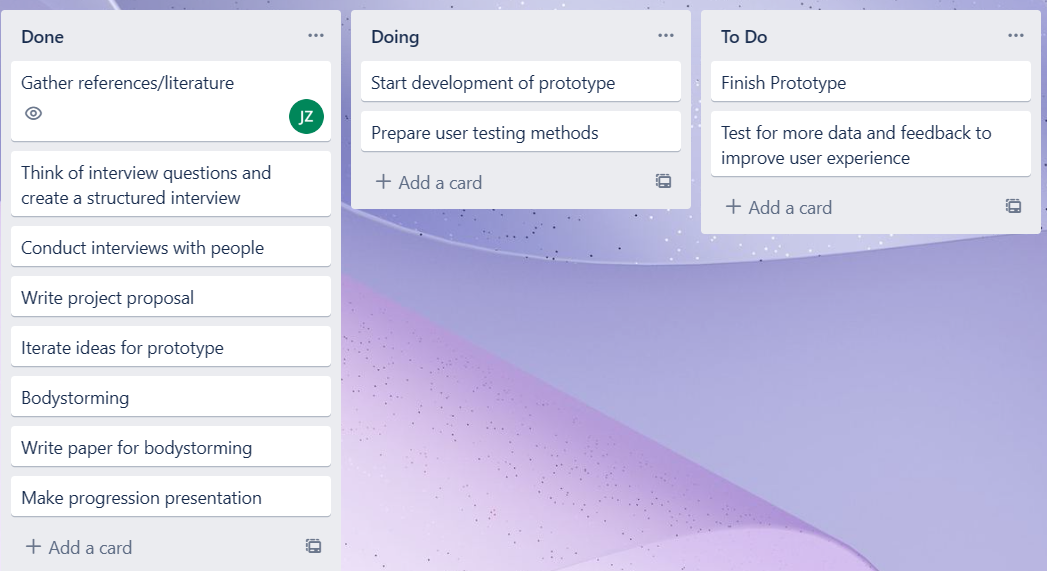 Done
Gather references/literature
JZ
Think of interview questions and
create a structured interview
Conduct interviews with people
Write project proposal
Iterate ideas for prototype
Bodystorming
Write paper for bodystorming
Make progression presentation
+ Add a card
Doing
Start development of prototype
Prepare user testing methods
+ Add a card
To Do
Finish Prototype
Test for more data and feedback to
improve user experience
+ Add a card